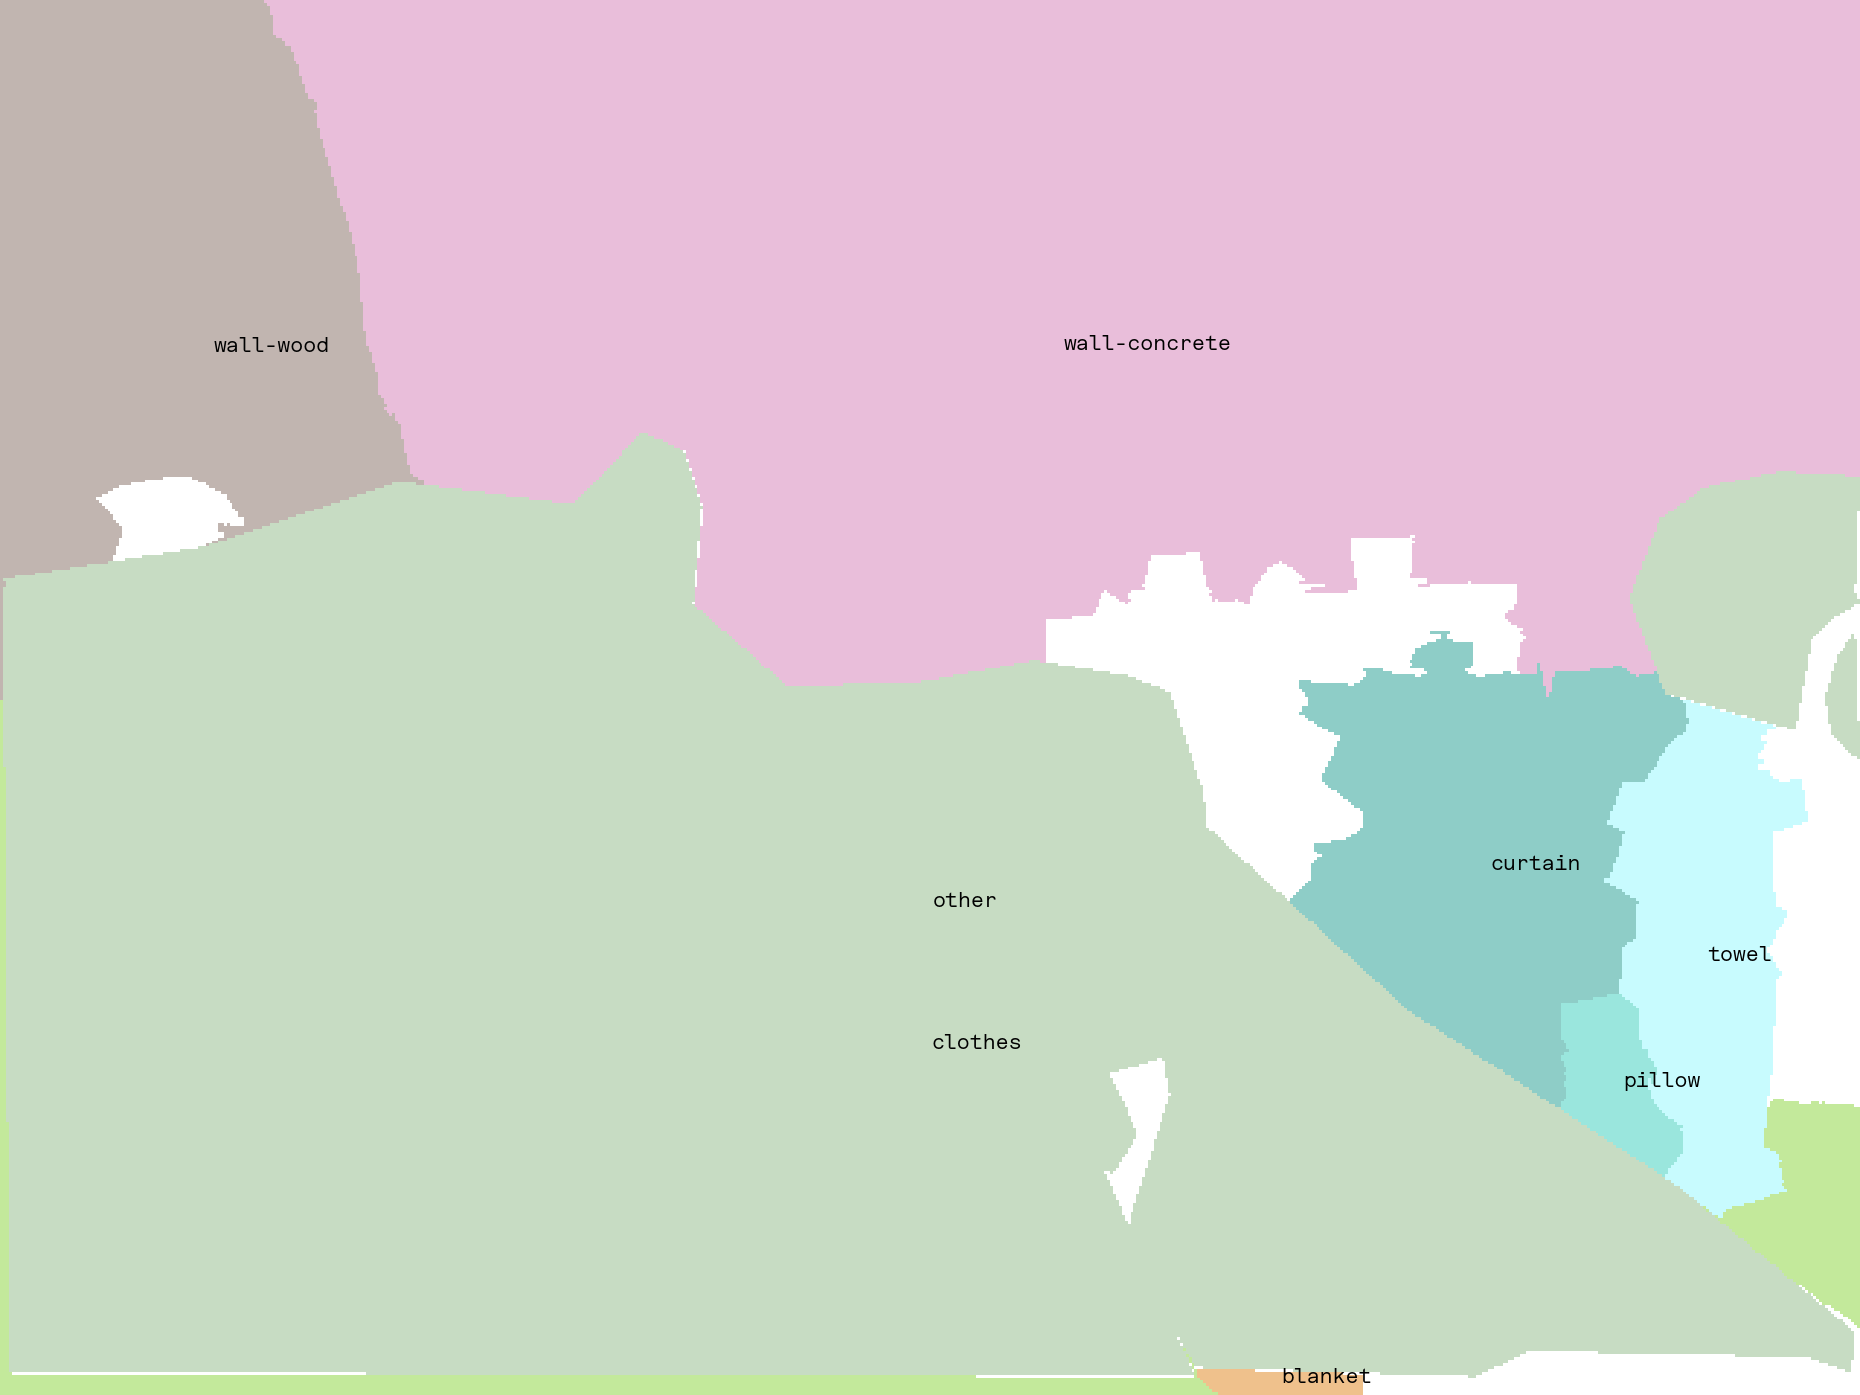 wall-wood
wall-concrete
curtain
other
towel
clothes
pillow
blanket